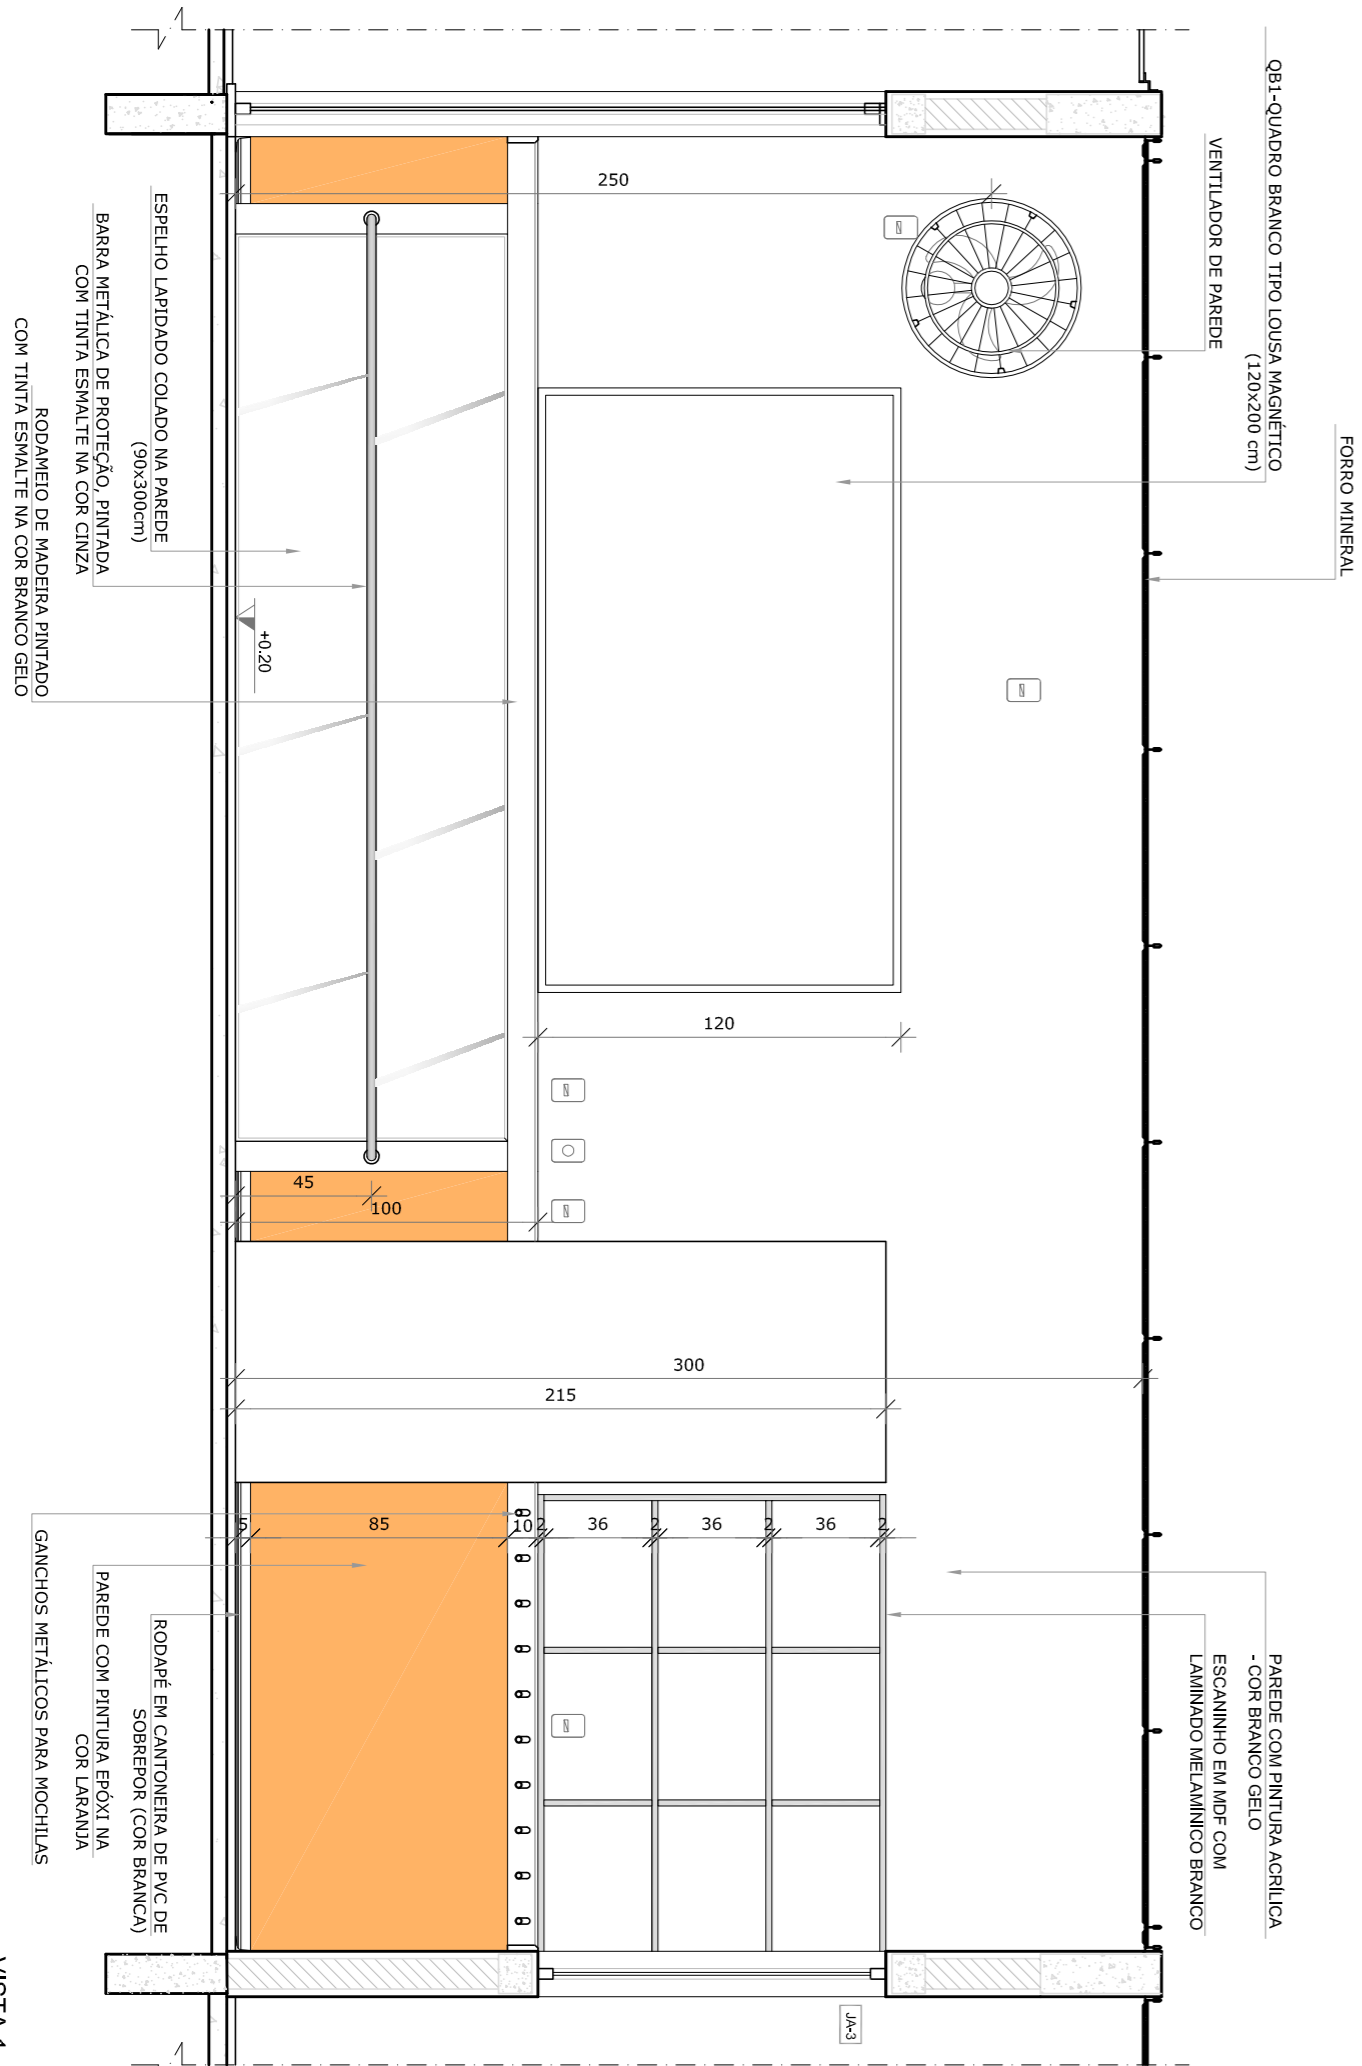 FORRO MINERAL
QB1-QUADRO BRANCO TIPO LOUSA MAGNÉTICO
(120x200 cm)
VENTILADOR DE PAREDE
PAREDE COM PINTURA ACRÍLICA
- COR BRANCO GELO
ESCANINHO EM MDF COM
LAMINADO MELAMÍNICO BRANCO
250
120
+0.20
45
100
300
215
5
85
10
2
36
2
36
2
36
2
JA-3
ESPELHO LAPIDADO COLADO NA PAREDE
(90x300cm)
BARRA METÁLICA DE PROTEÇÃO, PINTADA
COM TINTA ESMALTE NA COR CINZA
RODAMEIO DE MADEIRA PINTADO
COM TINTA ESMALTE NA COR BRANCO GELO
RODAPÉ EM CANTONEIRA DE PVC DE
SOBREPOR (COR BRANCA)
PAREDE COM PINTURA EPÓXI NA
COR LARANJA
GANCHOS METÁLICOS PARA MOCHILAS